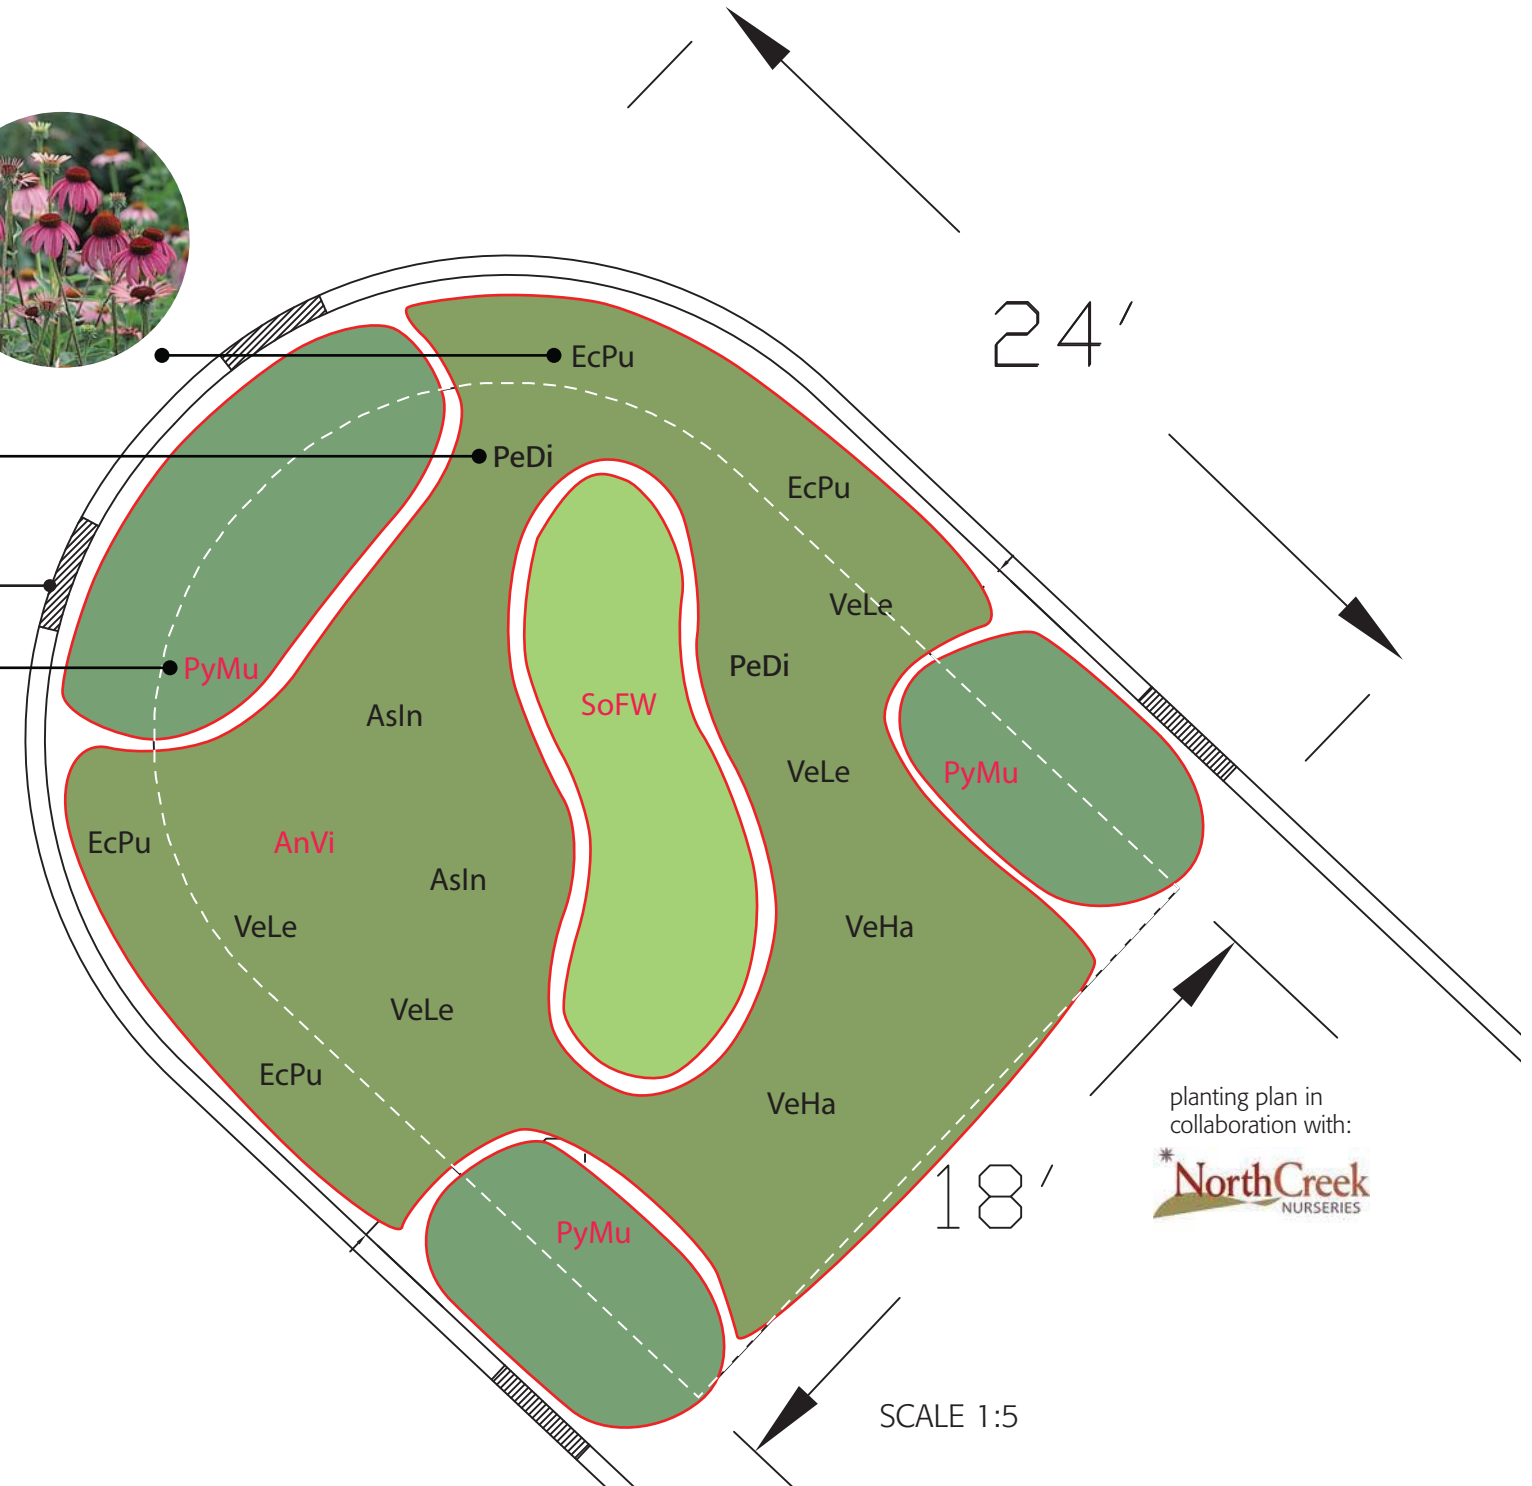 24′
EcPu
PeDi
EcPu
VeLe
PyMu
PeDi
SoFW
AsIn
VeLe
PyMu
EcPu
AnVi
AsIn
VeLe
VeHa
VeLe
EcPu
VeHa
planting plan in
collaboration with:
NorthCreek
NURSERIES
18′
PyMu
SCALE 1:5